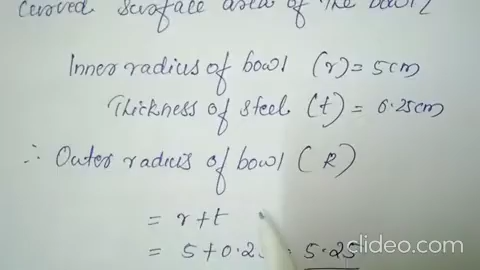 curved surface area of the bowl
Inner radius of bowl (r) = 5cm
Thickness of steel (t) = 0.25cm
∴ Outer radius of bowl (R)
= r+t
= 5+0.25 5.25
clideo.com